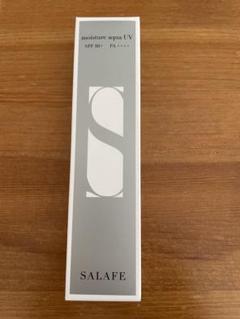 moisture aqua UV
SPF 50+ PA++++
S
SALAFE